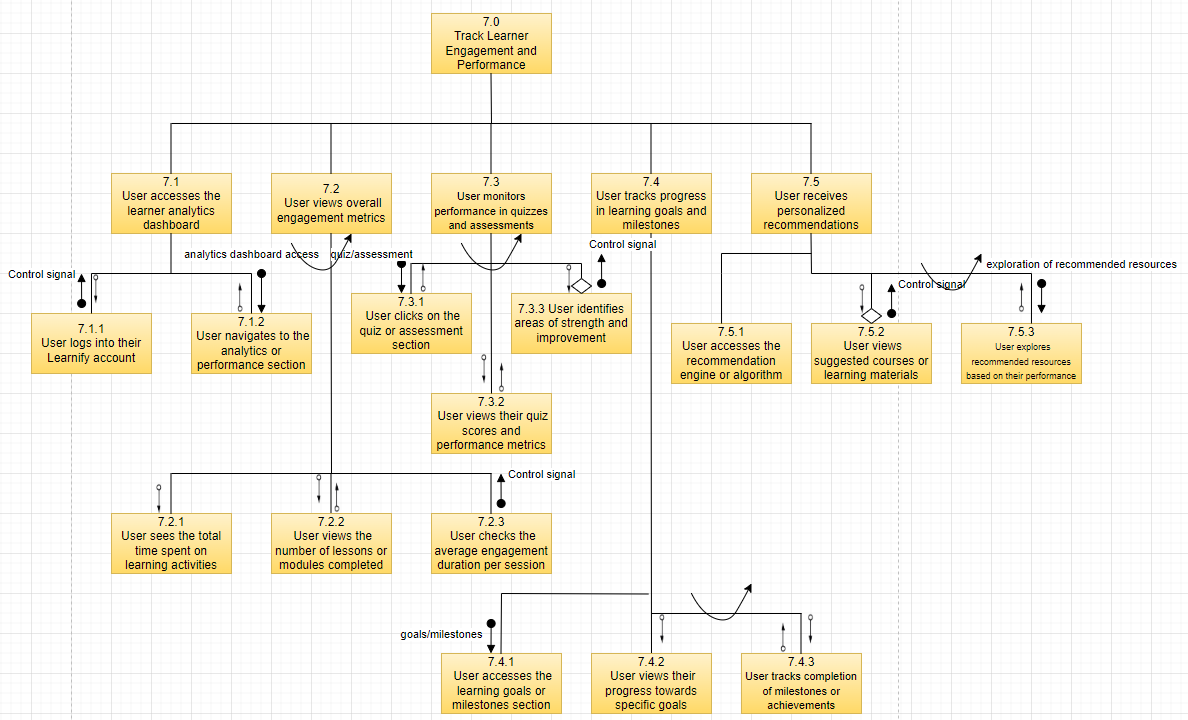 7.0
Track Learner
Engagement and
Performance
7.1
User accesses the
learner analytics
dashboard
7.2
User views overall
engagement metrics
7.3
User monitors
performance in quizzes
and assessments
7.4
User tracks progress
in learning goals and
milestones
7.5
User receives
personalized
recommendations
Control signal
analytics dashboard access
quiz/assessment
Control signal
exploration of recommended resources
Control signal
7.1.1
User logs into their
Learnify account
7.1.2
User navigates to the
analytics or
performance section
7.3.1
User clicks on the
quiz or assessment
section
7.3.3 User identifies
areas of strength and
improvement
7.5.1
User accesses the
recommendation
engine or algorithm
7.5.2
User views
suggested courses or
learning materials
7.5.3
User explores
recommended resources
based on their performance
7.3.2
User views their quiz
scores and
performance metrics
Control signal
7.2.1
User sees the total
time spent on
learning activities
7.2.2
User views the
number of lessons or
modules completed
7.2.3
User checks the
average engagement
duration per session
goals/milestones
7.4.1
User accesses the
learning goals or
milestones section
7.4.2
User views their
progress towards
specific goals
7.4.3
User tracks completion
of milestones or
achievements